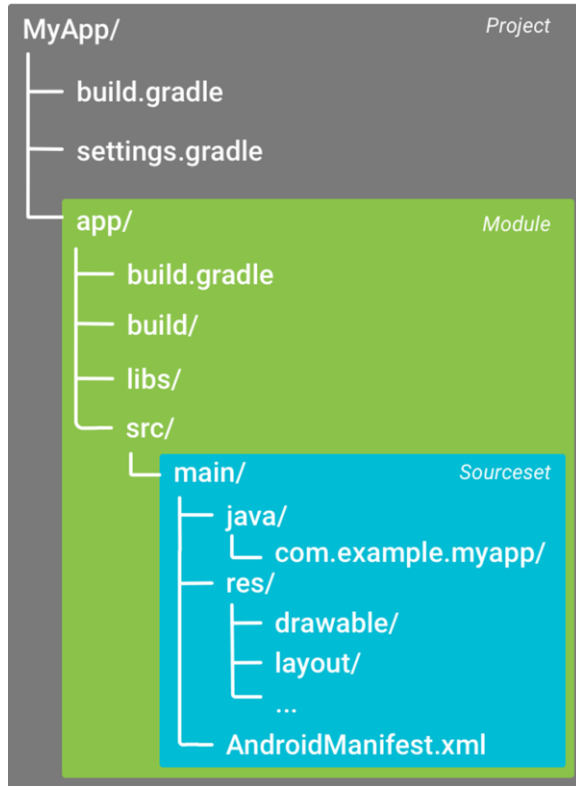 MyApp/ Project
build.gradle
settings.gradle
app/ Module
build.gradle
build/
libs/
src/
main/ Sourceset
java/
com.example.myapp/
res/
drawable/
layout/
...
AndroidManifest.xml